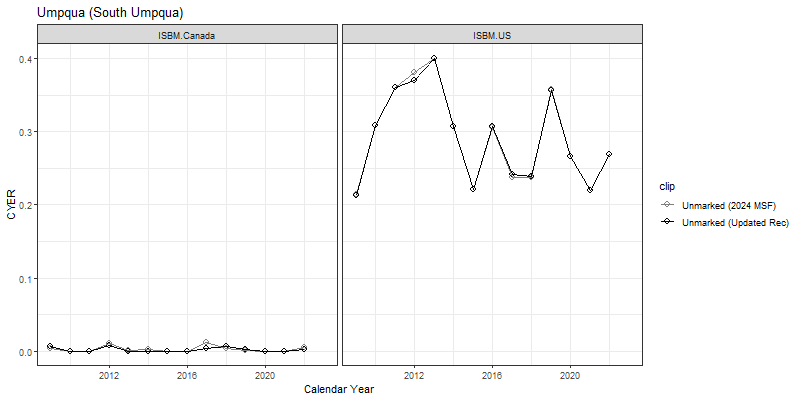 Umpqua (South Umpqua)
ISBM.Canada
ISBM.US
0.4
0.3
0.2
0.1
0.0
CYER
2012
2016
2020
2012
2016
2020
Calendar Year
clip
Unmarked (2024 MSF)
Unmarked (Updated Rec)